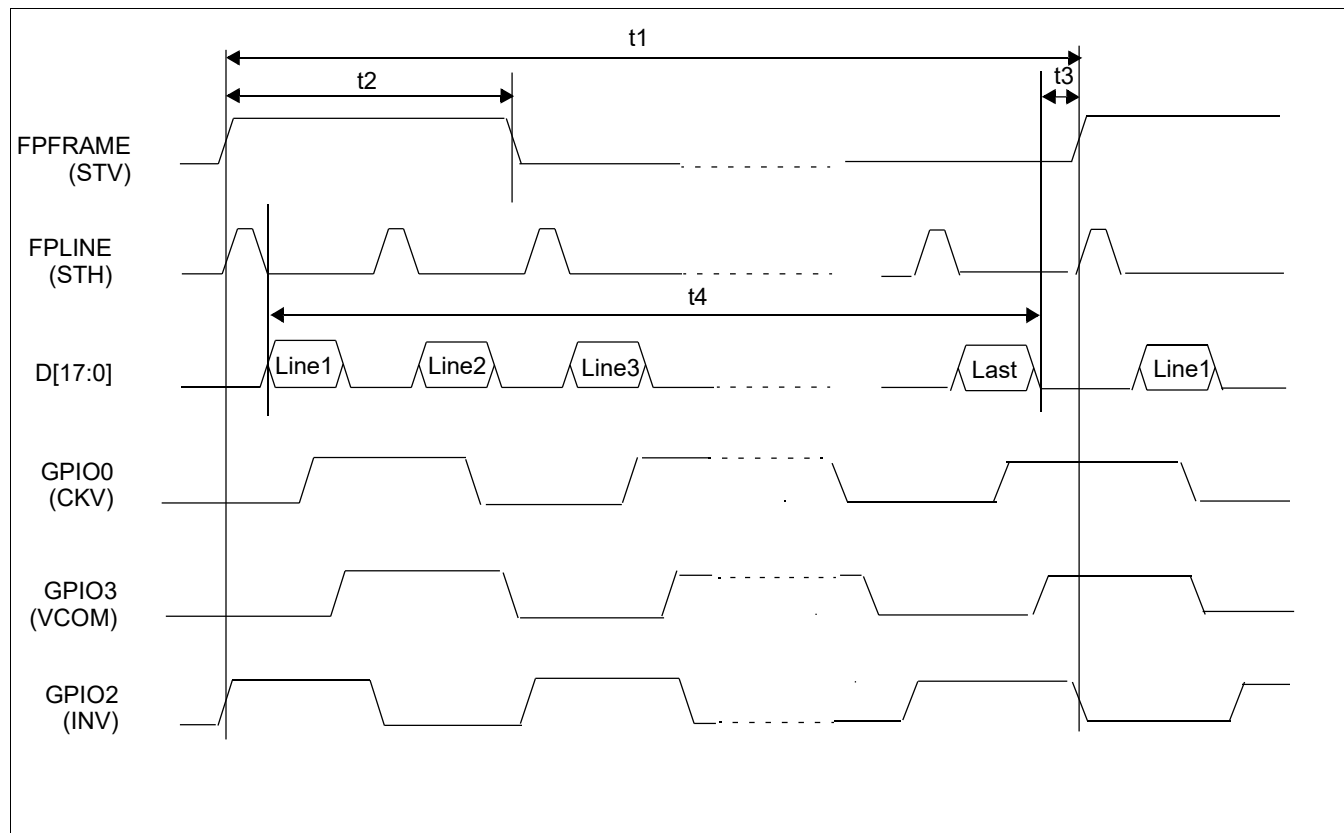 t1
t2
t3
FPFRAME
(STV)
FPLINE
(STH)
t4
D[17:0]
Line1
Line2
Line3
Last
Line1
GPIO0
(CKV)
GPIO3
(VCOM)
GPIO2
(INV)